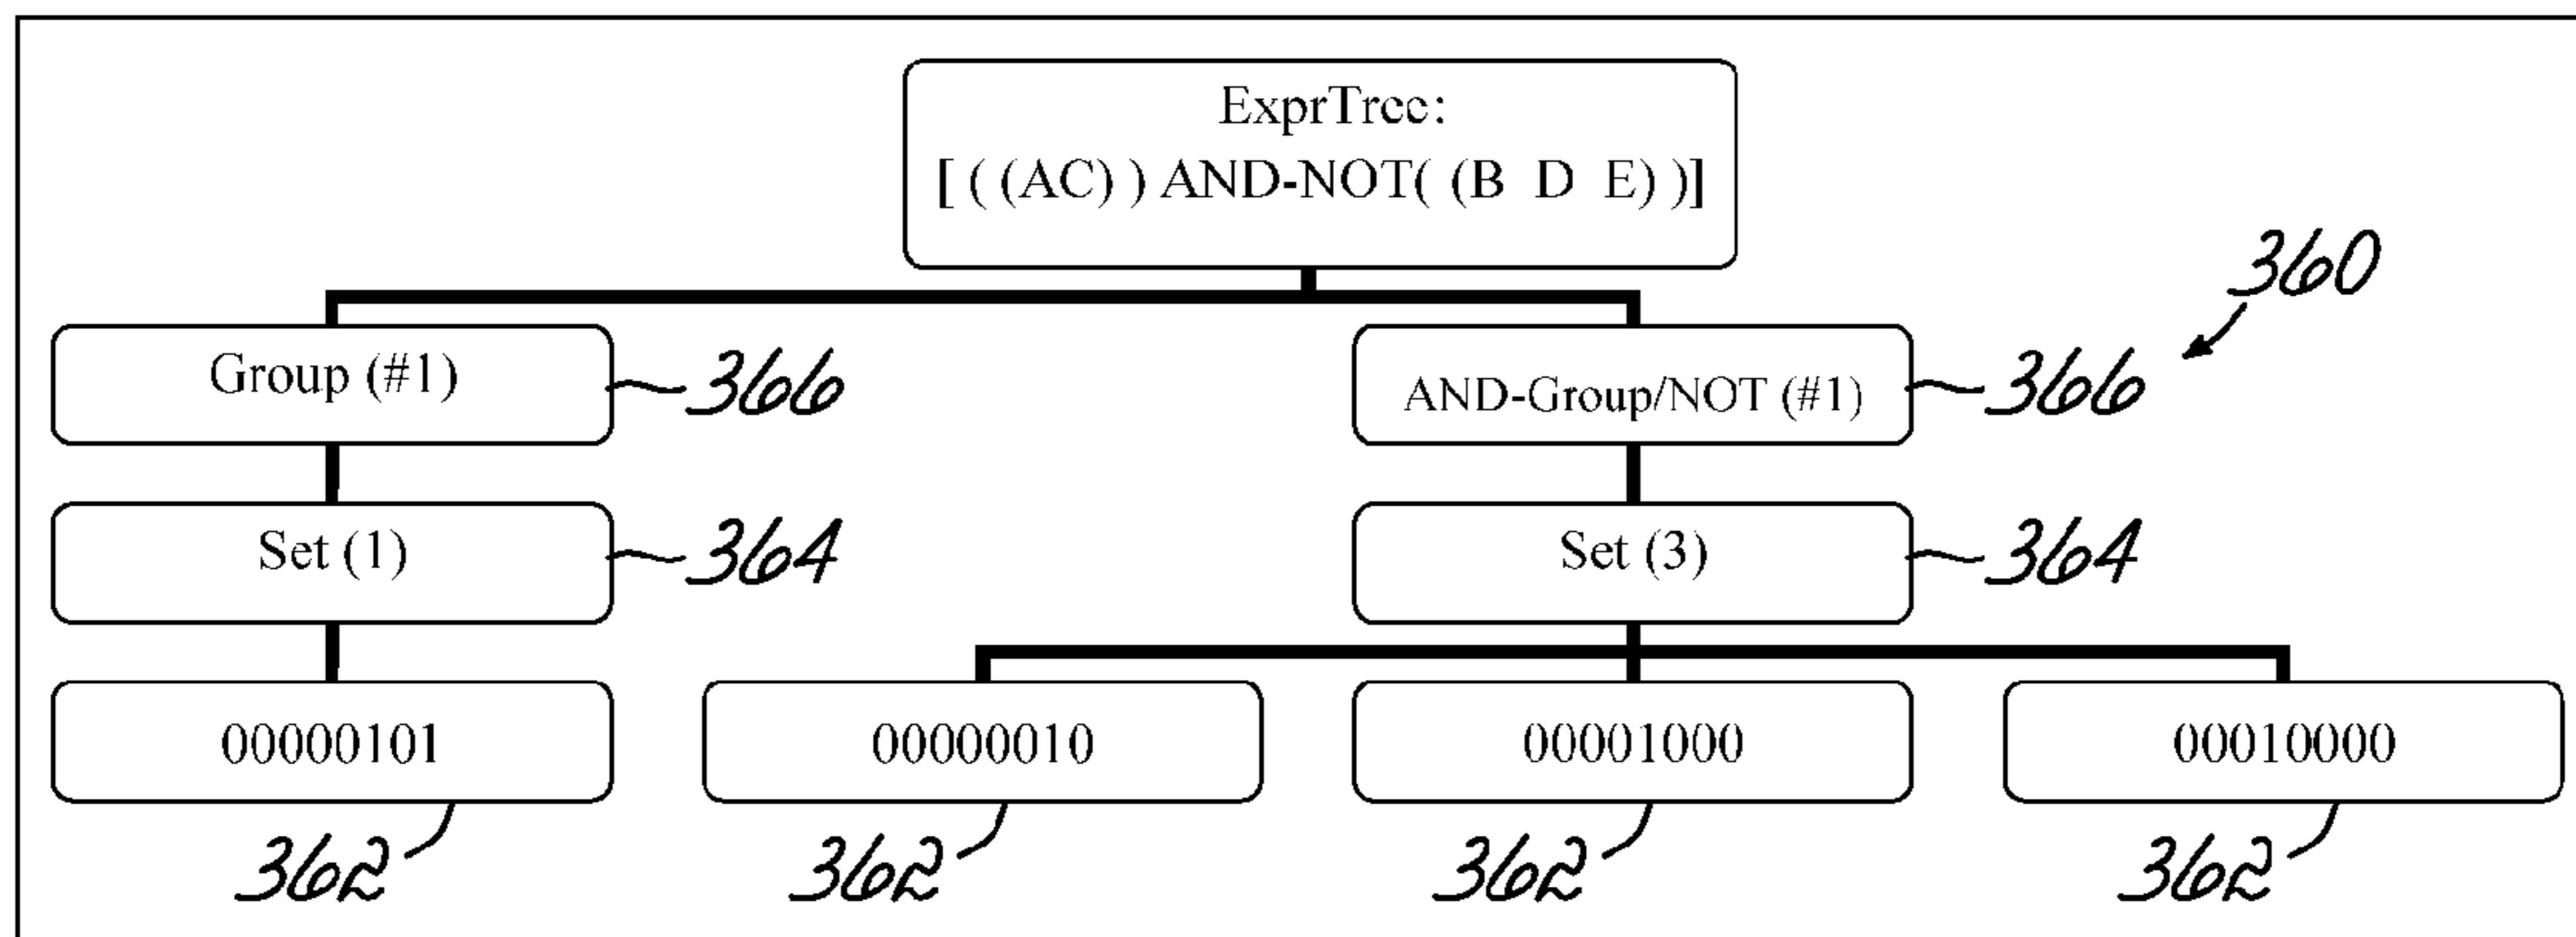 ExprTree:
[ ( (AC) ) AND-NOT( (B D E) )]
360
Group (#1)
366
AND-Group/NOT (#1)
366
Set (1)
364
Set (3)
364
00000101
00000010
00001000
00010000
362
362
362
362